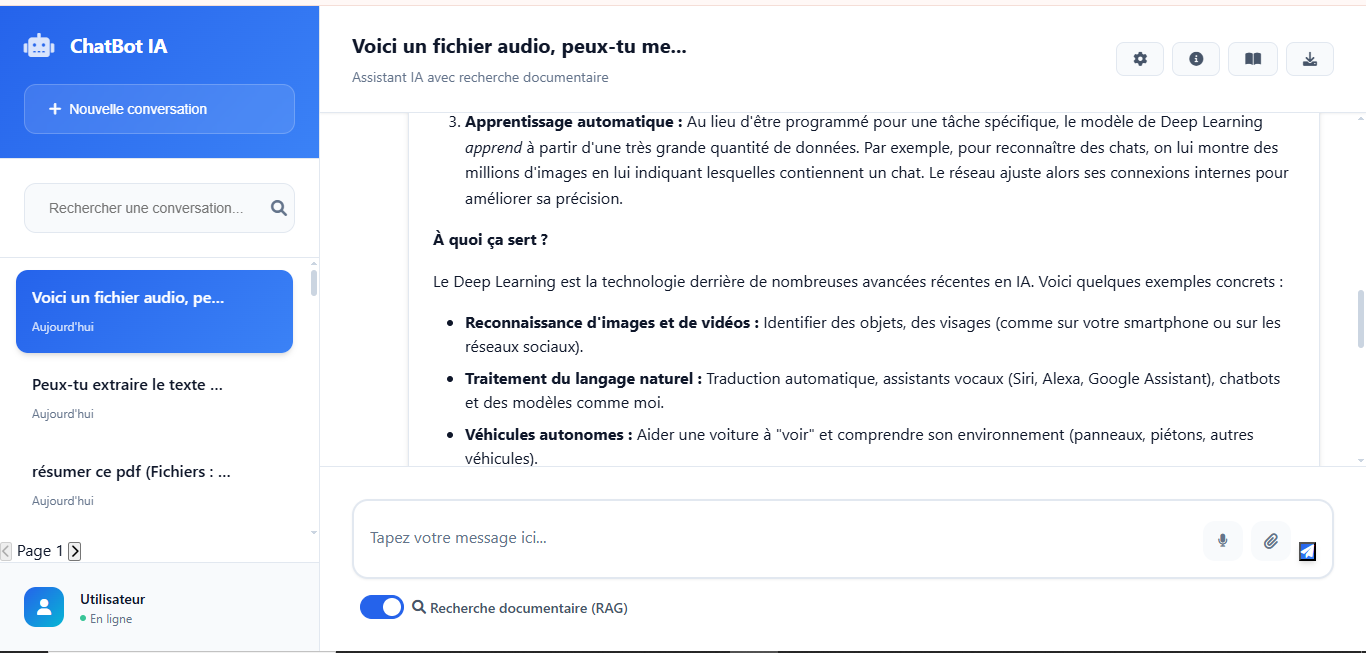 ChatBot IA
+ Nouvelle conversation
Rechercher une conversation...
Voici un fichier audio, pe...
Aujourd'hui
Peux-tu extraire le texte ...
Aujourd'hui
résumer ce pdf (Fichiers : ...
Aujourd'hui
Page 1
Utilisateur
En ligne
Voici un fichier audio, peux-tu me...
Assistant IA avec recherche documentaire
3. Apprentissage automatique : Au lieu d'être programmé pour une tâche spécifique, le modèle de Deep Learning
apprend à partir d'une très grande quantité de données. Par exemple, pour reconnaître des chats, on lui montre des
millions d'images en lui indiquant lesquelles contiennent un chat. Le réseau ajuste alors ses connexions internes pour
améliorer sa précision.
À quoi ça sert ?
Le Deep Learning est la technologie derrière de nombreuses avancées récentes en IA. Voici quelques exemples concrets :
• Reconnaissance d'images et de vidéos : Identifier des objets, des visages (comme sur votre smartphone ou sur les
réseaux sociaux).
• Traitement du langage naturel : Traduction automatique, assistants vocaux (Siri, Alexa, Google Assistant), chatbots
et des modèles comme moi.
• Véhicules autonomes : Aider une voiture à "voir" et comprendre son environnement (panneaux, piétons, autres
véhicules).
Tapez votre message ici...
Recherche documentaire (RAG)